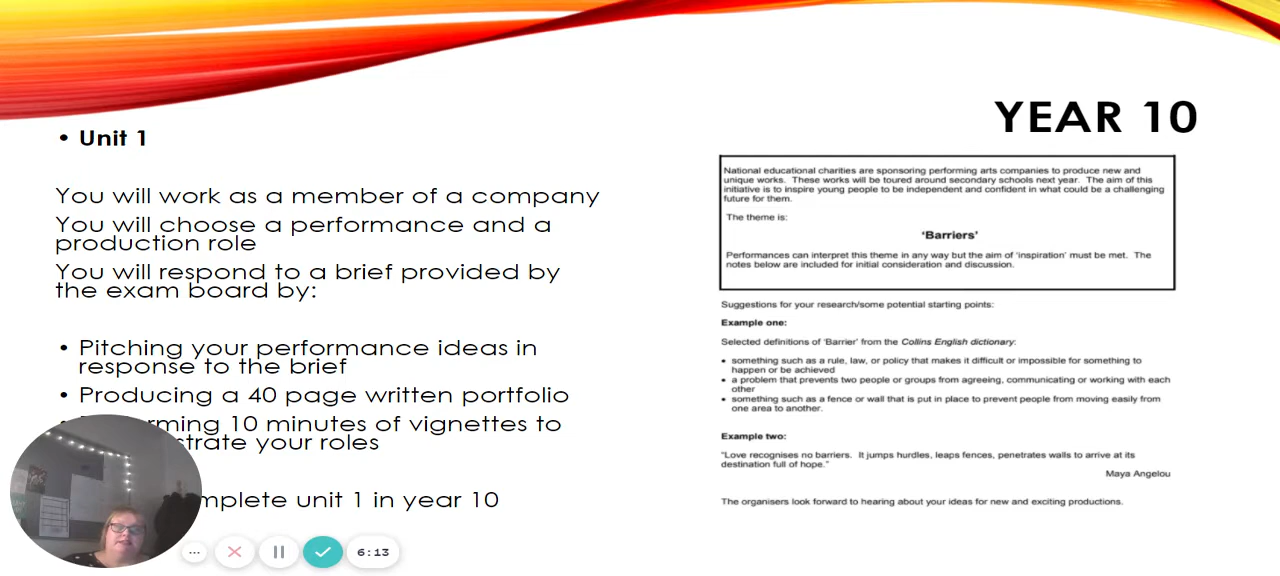 YEAR 10
• Unit 1
You will work as a member of a company
You will choose a performance and a
production role
You will respond to a brief provided by
the exam board by:
• Pitching your performance ideas in
response to the brief
• Producing a 40 page written portfolio
10 minutes of vignettes to
your roles
unit 1 in year 10
National educational charities are sponsoring performing arts companies to produce new and
unique works. These works will be toured around secondary schools next year. The aim of this
initiative is to inspire young people to be independent and confident in what could be a challenging
future for them.
The theme is:
‘Barriers’
Performances can interpret this theme in any way but the aim of ‘inspiration’ must be met. The
notes below are included for initial consideration and discussion.
Suggestions for your research/some potential starting points:
Example one:
Selected definitions of ‘Barrier’ from the Collins English dictionary:
• something such as a rule, law, or policy that makes it difficult or impossible for something to
happen or be achieved
• a problem that prevents two people or groups from agreeing, communicating or working with each
other
• something such as a fence or wall that is put in place to prevent people from moving easily from
one area to another.
Example two:
“Love recognises no barriers. It jumps hurdles, leaps fences, penetrates walls to arrive at its
destination full of hope.”
Maya Angelou
The organisers look forward to hearing about your ideas for new and exciting productions.
6:13